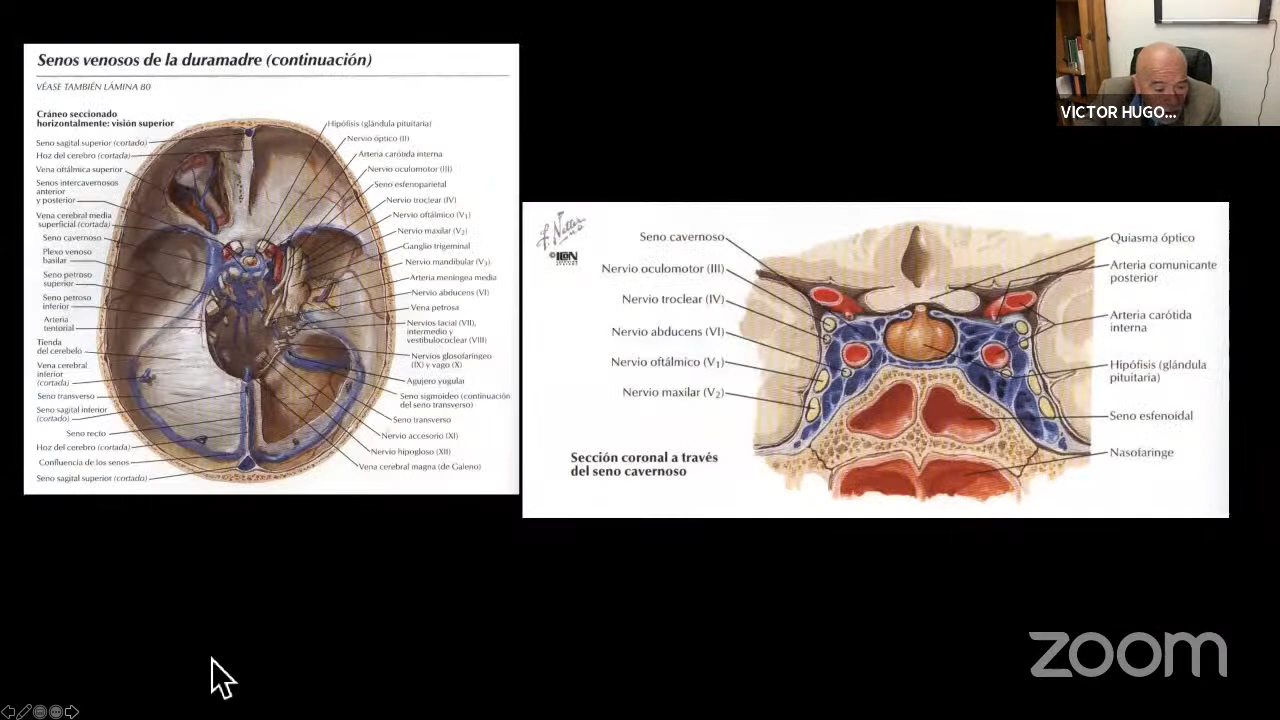 Senos venosos de la duramadre (continuación)
VÉASE TAMBIÉN LÁMINA 80
Cráneo seccionado
horizontalmente: visión superior
Seno sagital superior (cortado)
Hoz del cerebro (cortada)
Vena oftálmica superior
Senos intercavernosos
anterior
y posterior
Vena cerebral media
superficial (cortada)
Seno cavernoso
Plexo venoso
basilar
Seno petroso
superior
Seno petroso
inferior
Arteria
tentorial
Tienda
del cerebelo
Vena cerebral
inferior
(cortada)
Seno transverso
Seno sagital inferior
(cortado)
Seno recto
Hoz del cerebro (cortada)
Confluencia de los senos
Seno sagital superior (cortado)
Hipófisis (glándula pituitaria)
Nervio óptico (II)
Arteria carótida interna
Nervio oculomotor (III)
Seno esfenoparietal
Nervio troclear (IV)
Nervio oftálmico (V1)
Nervio maxilar (V2)
Ganglio trigeminal
Nervio mandibular (V3)
Arteria meníngea media
Nervio abducens (VI)
Vena petrosa
Nervios facial (VII),
intermedio y
vestibulococlear (VIII)
Nervios glosofaríngeo
(IX) y vago (X)
Agujero yugular
Seno sigmoideo (continuación
del seno transverso)
Seno transverso
Nervio accesorio (XI)
Nervio hipogloso (XII)
Vena cerebral magna (de Galeno)
VICTOR HUGO...
F. Netter
M.D.
©ICON
Seno cavernoso
Nervio oculomotor (III)
Nervio troclear (IV)
Nervio abducens (VI)
Nervio oftálmico (V1)
Nervio maxilar (V2)
Sección coronal a través
del seno cavernoso
Quiasma óptico
Arteria comunicante
posterior
Arteria carótida
interna
Hipófisis (glándula
pituitaria)
Seno esfenoidal
Nasofaringe
zoom